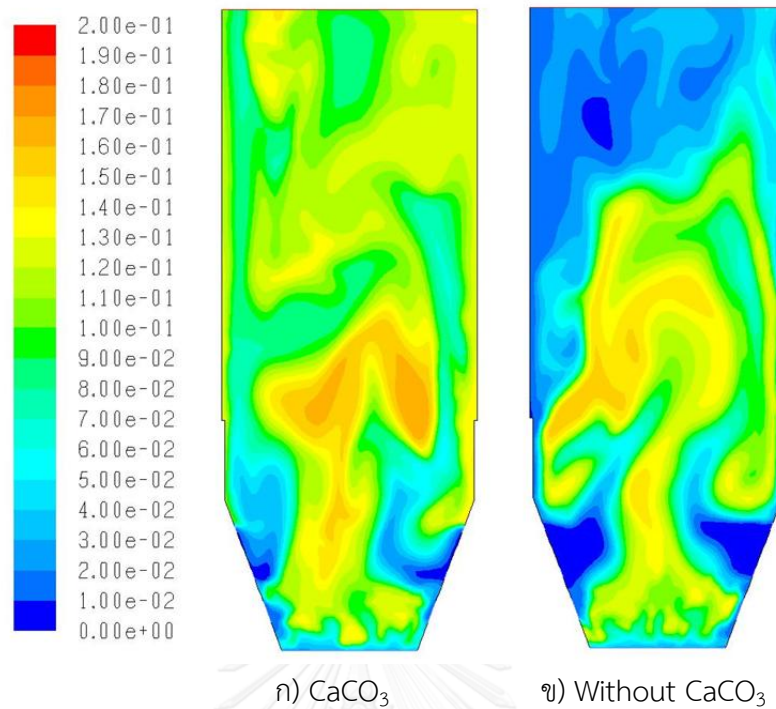 2.00e-01
1.90e-01
1.80e-01
1.70e-01
1.60e-01
1.50e-01
1.40e-01
1.30e-01
1.20e-01
1.10e-01
1.00e-01
9.00e-02
8.00e-02
7.00e-02
6.00e-02
5.00e-02
4.00e-02
3.00e-02
2.00e-02
1.00e-02
0.00e+00
ก) CaCO₃
ข) Without CaCO₃